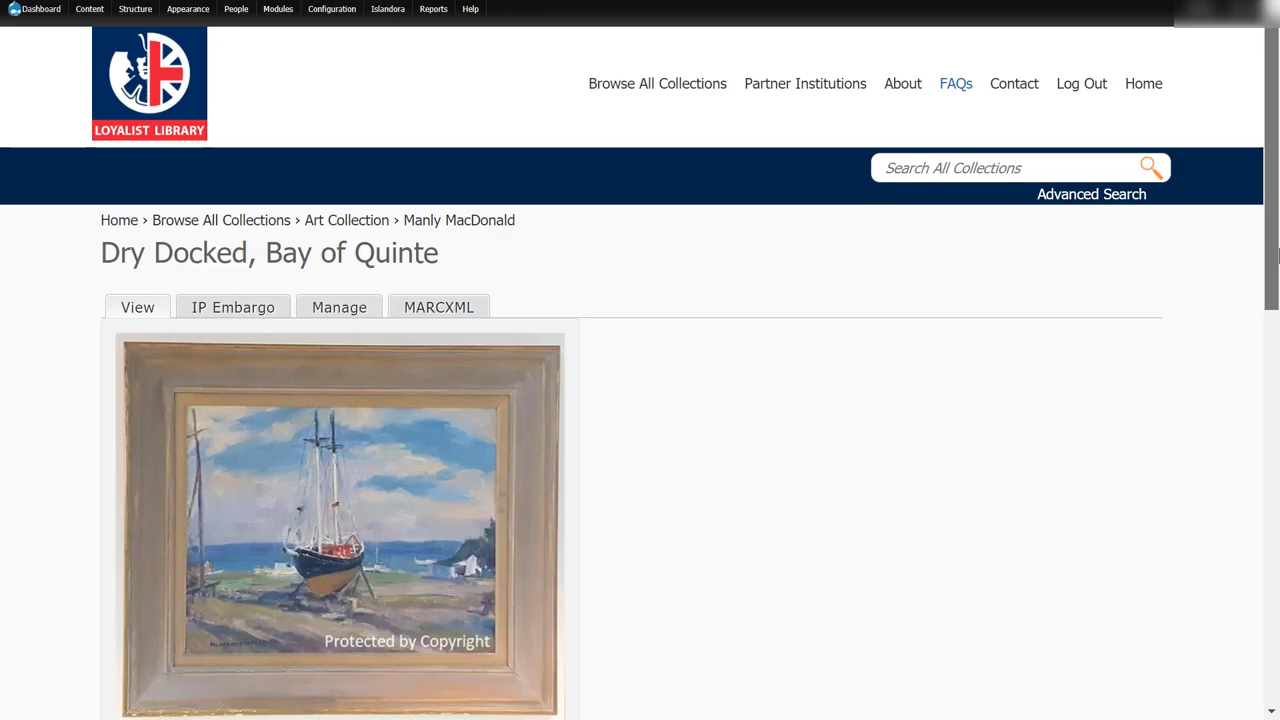 Dashboard Content Structure Appearance People Modules Configuration Islandora Reports Help
LOYALIST LIBRARY
Browse All Collections Partner Institutions About FAQs Contact Log Out Home
Search All Collections
Advanced Search
Home › Browse All Collections › Art Collection › Manly MacDonald
Dry Docked, Bay of Quinte
View IP Embargo Manage MARCXML
Protected by Copyright